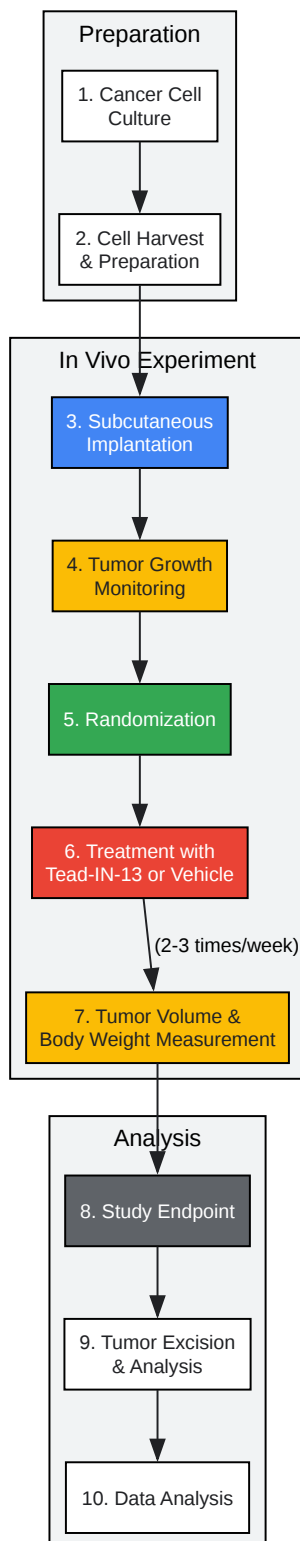 Preparation
1. Cancer Cell
Culture
2. Cell Harvest
& Preparation
In Vivo Experiment
3. Subcutaneous
Implantation
4. Tumor Growth
Monitoring
5. Randomization
6. Treatment with
Tead-IN-13 or Vehicle
(2-3 times/week)
7. Tumor Volume &
Body Weight Measurement
Analysis
8. Study Endpoint
9. Tumor Excision
& Analysis
10. Data Analysis